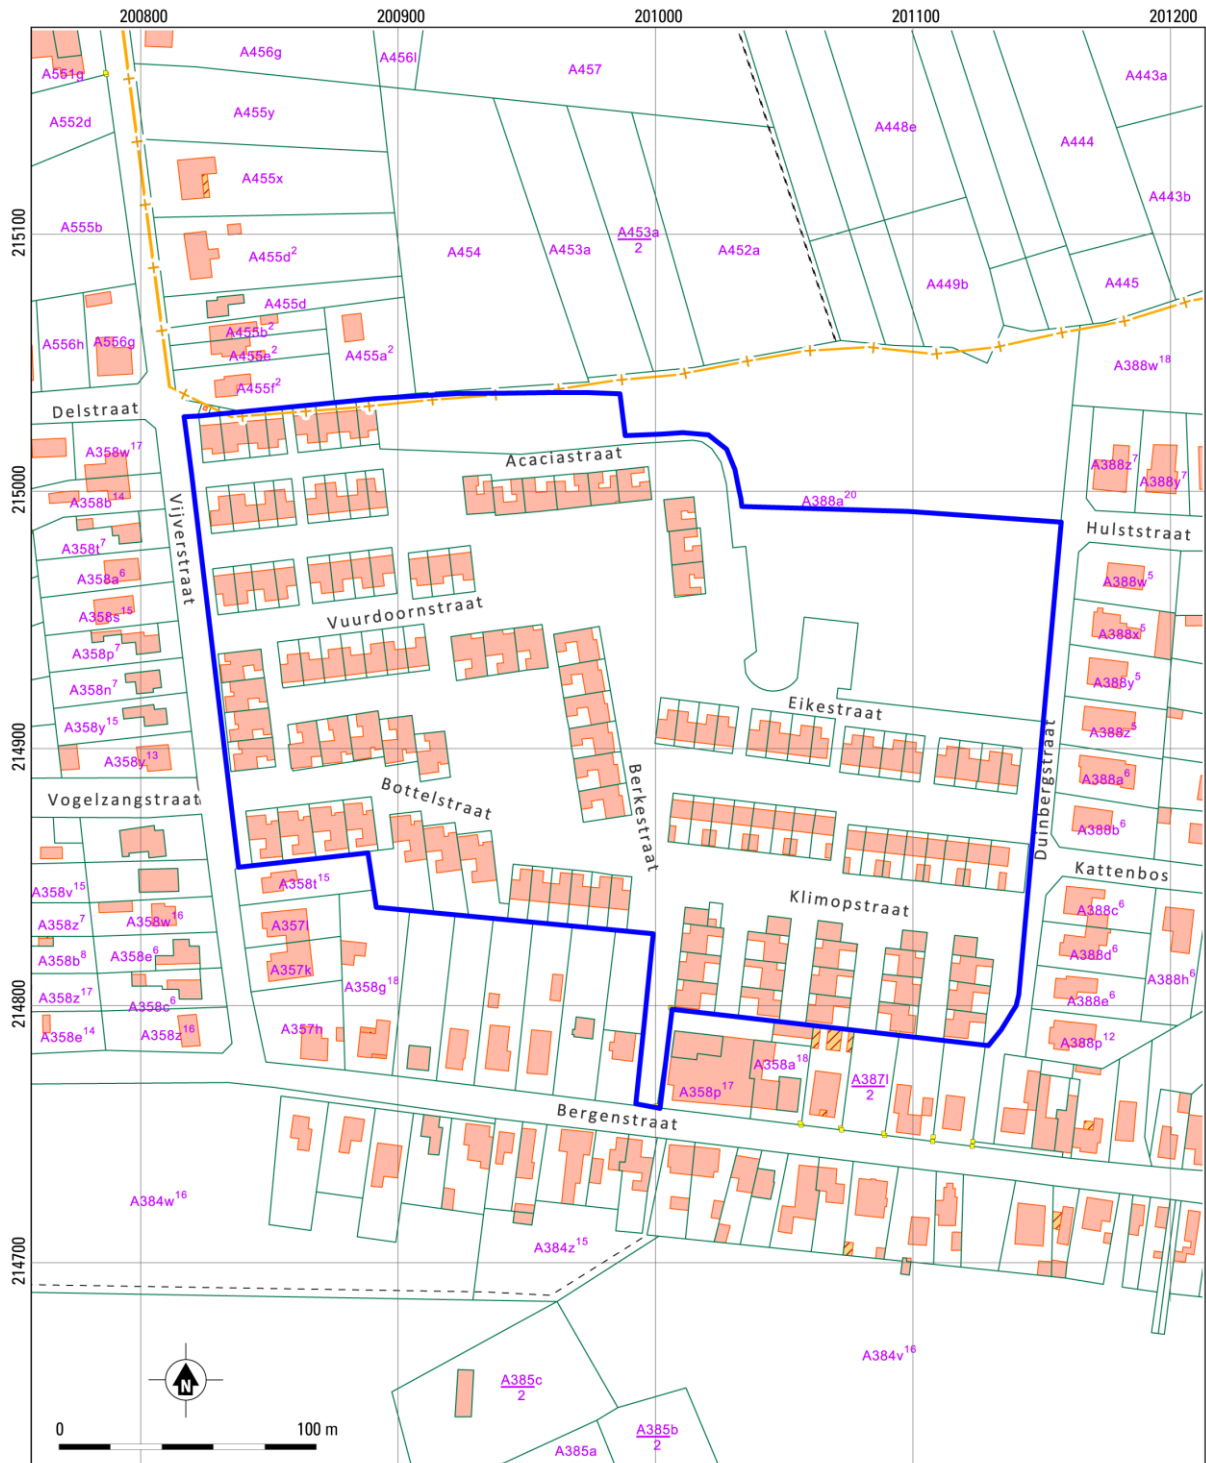 200800 200900 201000 201100 201200
A456g A456l A457 A443a
A551g
A552d A455y A448e A444
A455x
A443b
A555b A453a
2
A455d² A454 A453a A452a
215100
A449b A445
A455d
A455b²
A556h A556g A455e² A455a²
A455f² A388w¹⁸
Delstraat
A358w¹⁷ Acaciastraat A388z⁷
A388y⁷
A358b¹⁴ A388a²⁰
215000
Vijverstraat
Hulststraat
A358t⁷
A358a⁶ A388w⁵
A358s¹⁵ Vuurdoornstraat
A388x⁵
A358p⁷
A358n⁷ A388y⁵
A358y¹⁵ Eikestraat
A388z⁵
214900
A358y¹³ A388a⁶
Vogelzangstraat Bottelstraat Berkestraat Duinbergstraat
A388b⁶
Kattenbos
A358v¹⁵ A358t¹⁵
Klimopstraat A388c⁶
A358z⁷ A358w¹⁶ A357l
A358b⁸ A358e⁶ A388d⁶
A357k
A358g¹⁸ A388h⁶
A358z¹⁷ A358c⁶ A388e⁶
214800
A358e¹⁴ A358z¹⁶ A357h A388p¹²
A358a¹⁸
A358p¹⁷ A387l
2
Bergenstraat
A384w¹⁶
A384z¹⁵
214700
A384v¹⁶
N
A385c
2
0 100 m
A385b
2
A385a